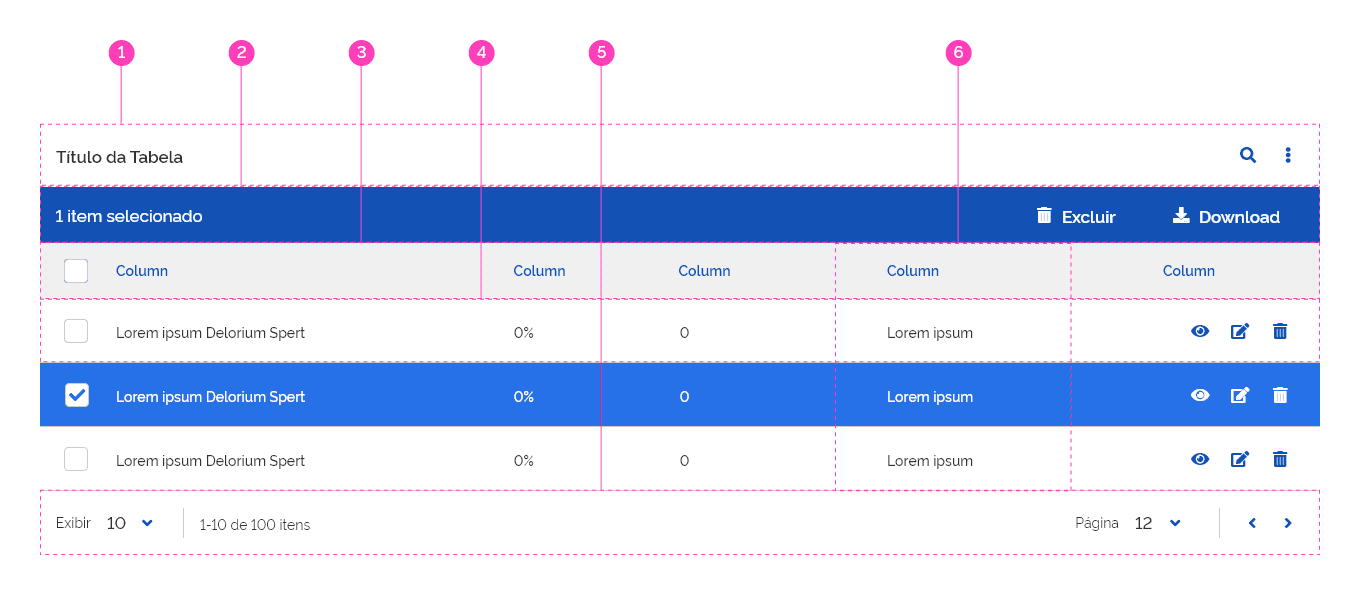 1 2 3 4 5 6
Título da Tabela
1 item selecionado Excluir Download
Column Column Column Column Column
Lorem ipsum Delorium Spert 0% 0 Lorem ipsum
Lorem ipsum Delorium Spert 0% 0 Lorem ipsum
Lorem ipsum Delorium Spert 0% 0 Lorem ipsum
Exibir 10 1-10 de 100 itens Página 12